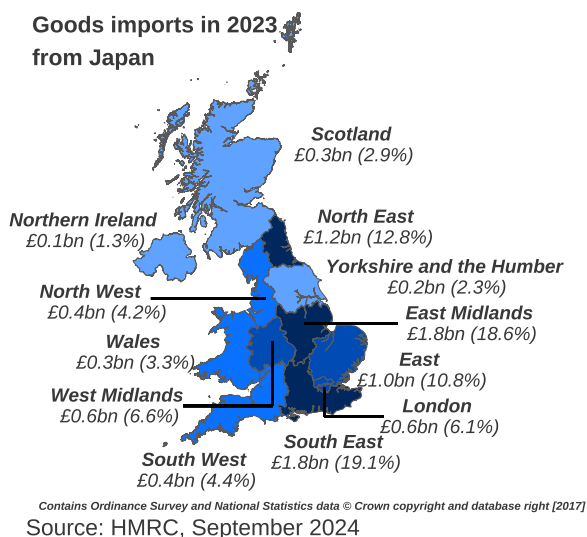 Goods imports in 2023
from Japan
Scotland
£0.3bn (2.9%)
Northern Ireland
£0.1bn (1.3%)
North East
£1.2bn (12.8%)
Yorkshire and the Humber
£0.2bn (2.3%)
North West
£0.4bn (4.2%)
East Midlands
£1.8bn (18.6%)
Wales
£0.3bn (3.3%)
East
£1.0bn (10.8%)
West Midlands
£0.6bn (6.6%)
London
£0.6bn (6.1%)
South East
£1.8bn (19.1%)
South West
£0.4bn (4.4%)
Contains Ordinance Survey and National Statistics data © Crown copyright and database right [2017]
Source: HMRC, September 2024